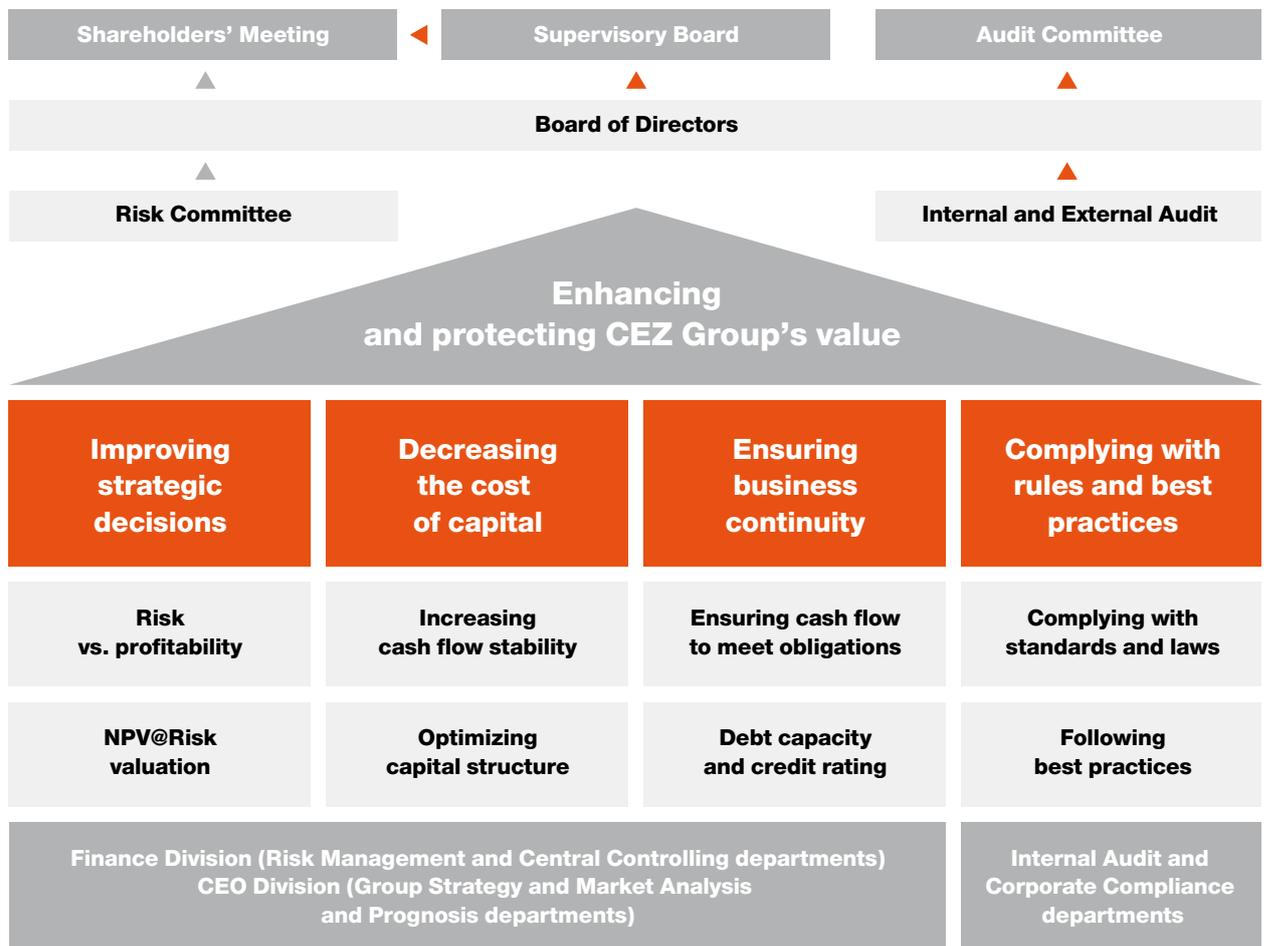 Shareholders’ Meeting
Supervisory Board
Audit Committee
Board of Directors
Risk Committee
Internal and External Audit
Enhancing
and protecting CEZ Group’s value
Improving
strategic
decisions
Decreasing
the cost
of capital
Ensuring
business
continuity
Complying with
rules and best
practices
Risk
vs. profitability
Increasing
cash flow stability
Ensuring cash flow
to meet obligations
Complying with
standards and laws
NPV@Risk
valuation
Optimizing
capital structure
Debt capacity
and credit rating
Following
best practices
Finance Division (Risk Management and Central Controlling departments)
CEO Division (Group Strategy and Market Analysis
and Prognosis departments)
Internal Audit and
Corporate Compliance
departments